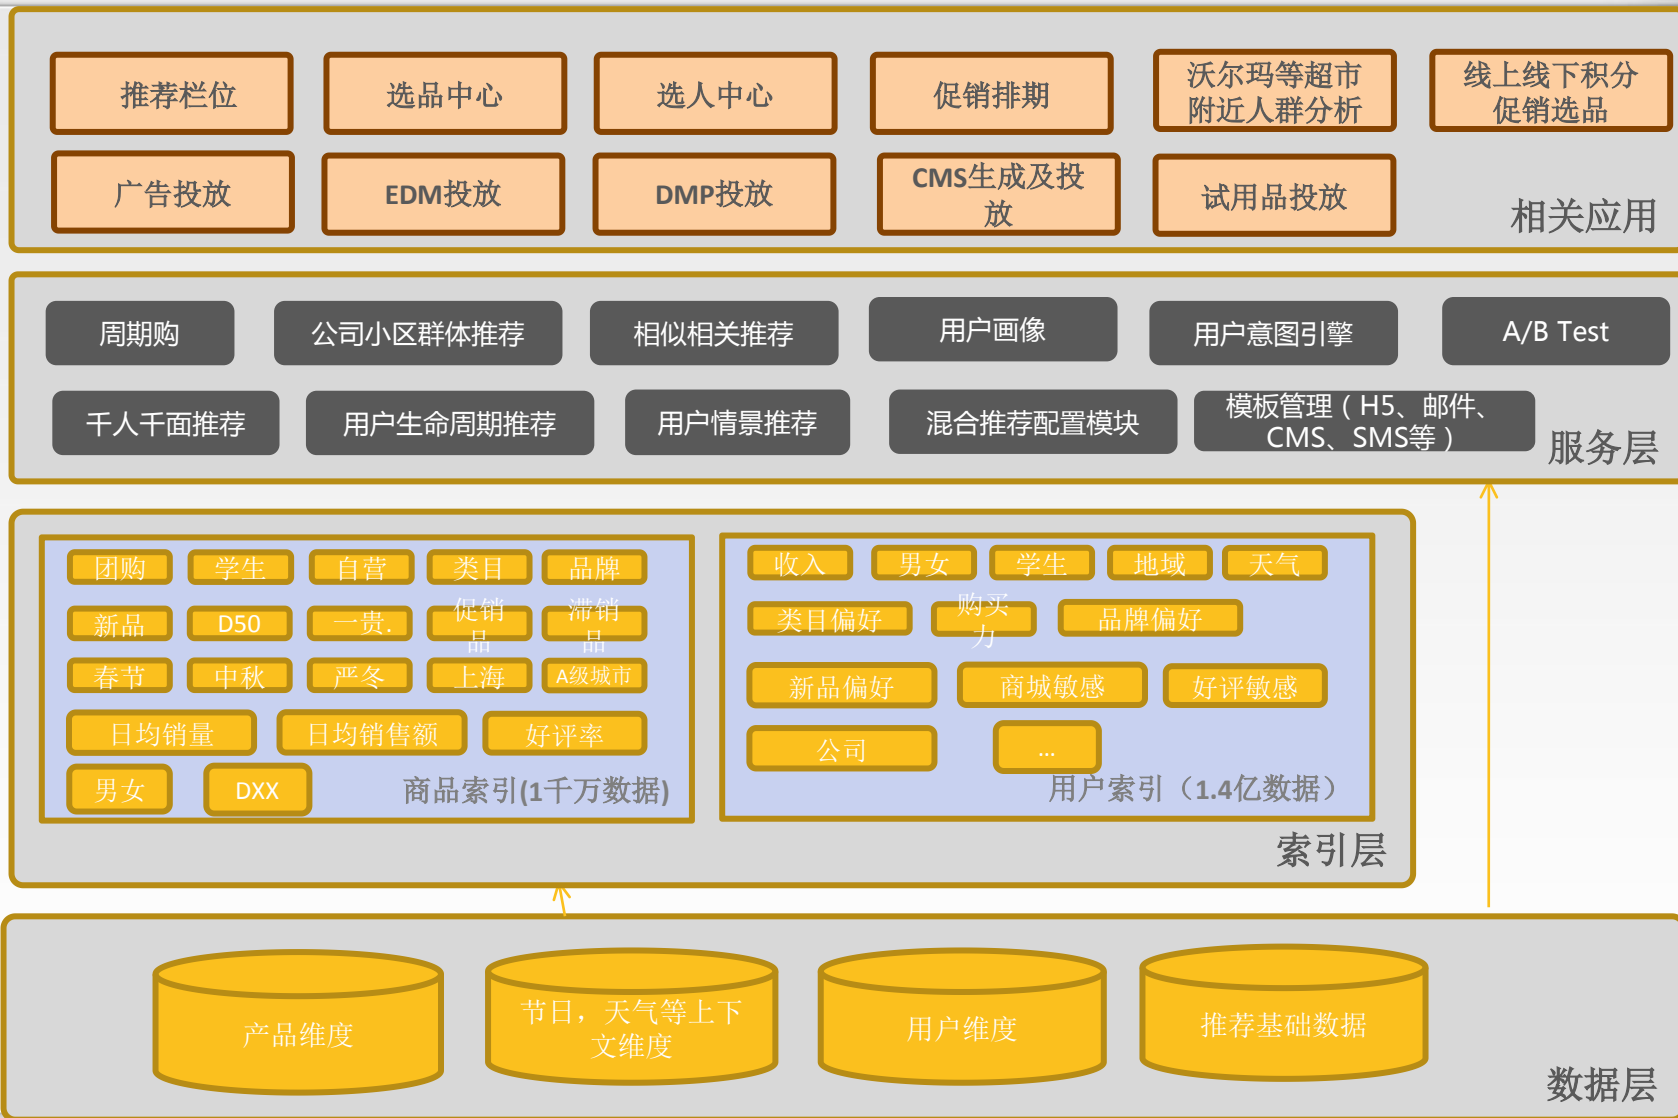 推荐栏位
选品中心
选人中心
促销排期
沃尔玛等超市
附近人群分析
线上线下积分
促销选品
广告投放
EDM投放
DMP投放
CMS生成及投
放
试用品投放
相关应用
周期购
公司小区群体推荐
相似相关推荐
用户画像
用户意图引擎
A/B Test
千人千面推荐
用户生命周期推荐
用户情景推荐
混合推荐配置模块
模板管理（H5、邮件、
CMS、SMS等）
服务层
团购
学生
自营
类目
品牌
新品
D50
一贵.
促销
品
滞销
品
春节
中秋
严冬
上海
A级城市
日均销量
日均销售额
好评率
男女
DXX
商品索引(1千万数据)
收入
男女
学生
地域
天气
类目偏好
购买
力
品牌偏好
新品偏好
商城敏感
好评敏感
公司
...
用户索引（1.4亿数据）
索引层
产品维度
节日，天气等上下
文维度
用户维度
推荐基础数据
数据层